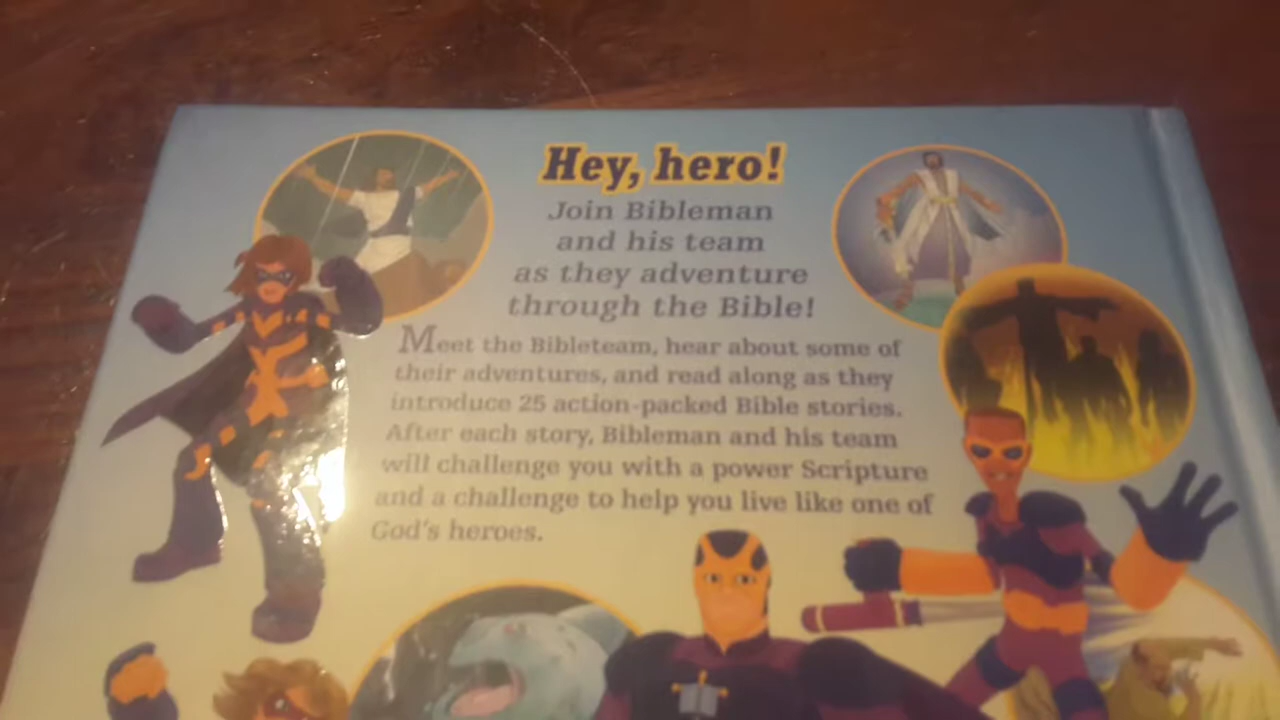 Hey, hero!
Join Bibleman
and his team
as they adventure
through the Bible!
Meet the Bibleteam, hear about some of
their adventures, and read along as they
introduce 25 action-packed Bible stories.
After each story, Bibleman and his team
will challenge you with a power Scripture
and a challenge to help you live like one of
God's heroes.